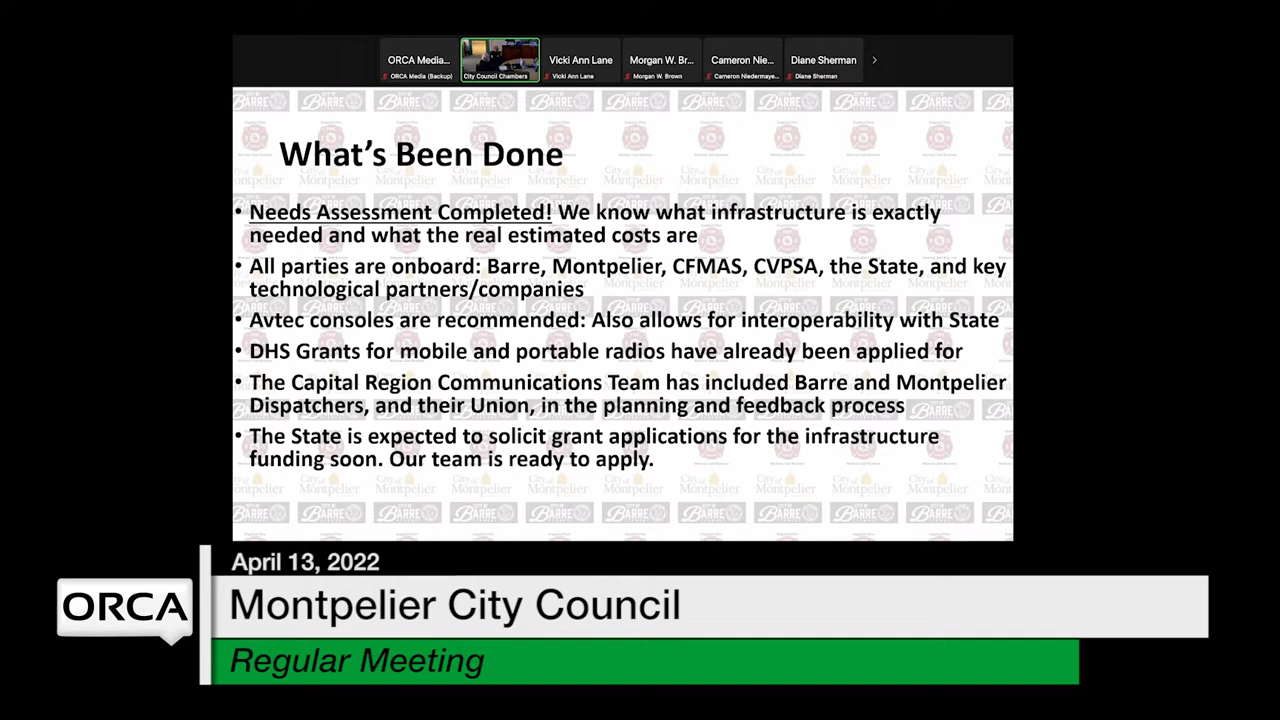 ORCA Media...
Vicki Ann Lane
Morgan W. Br...
Cameron Nie...
Diane Sherman
ORCA Media (Backup)
City Council Chambers
Vicki Ann Lane
Morgan W. Brown
Cameron Niedermaye...
Diane Sherman
What's Been Done
• Needs Assessment Completed! We know what infrastructure is exactly
needed and what the real estimated costs are
• All parties are onboard: Barre, Montpelier, CFMAS, CVPSA, the State, and key
technological partners/companies
• Avtec consoles are recommended: Also allows for interoperability with State
• DHS Grants for mobile and portable radios have already been applied for
• The Capital Region Communications Team has included Barre and Montpelier
Dispatchers, and their Union, in the planning and feedback process
• The State is expected to solicit grant applications for the infrastructure
funding soon. Our team is ready to apply.
April 13, 2022
ORCA
Montpelier City Council
Regular Meeting